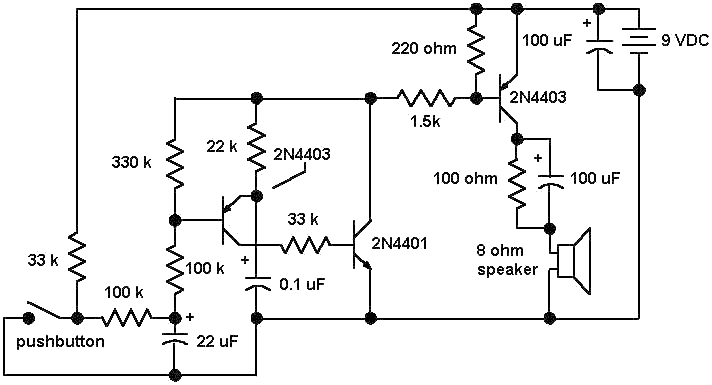 +
220 ohm
100 uF
9 VDC
2N4403
1.5k
330 k
22 k
2N4403
+
100 ohm
100 uF
33 k
2N4401
8 ohm
speaker
33 k
100 k
+
0.1 uF
100 k
+
pushbutton
22 uF